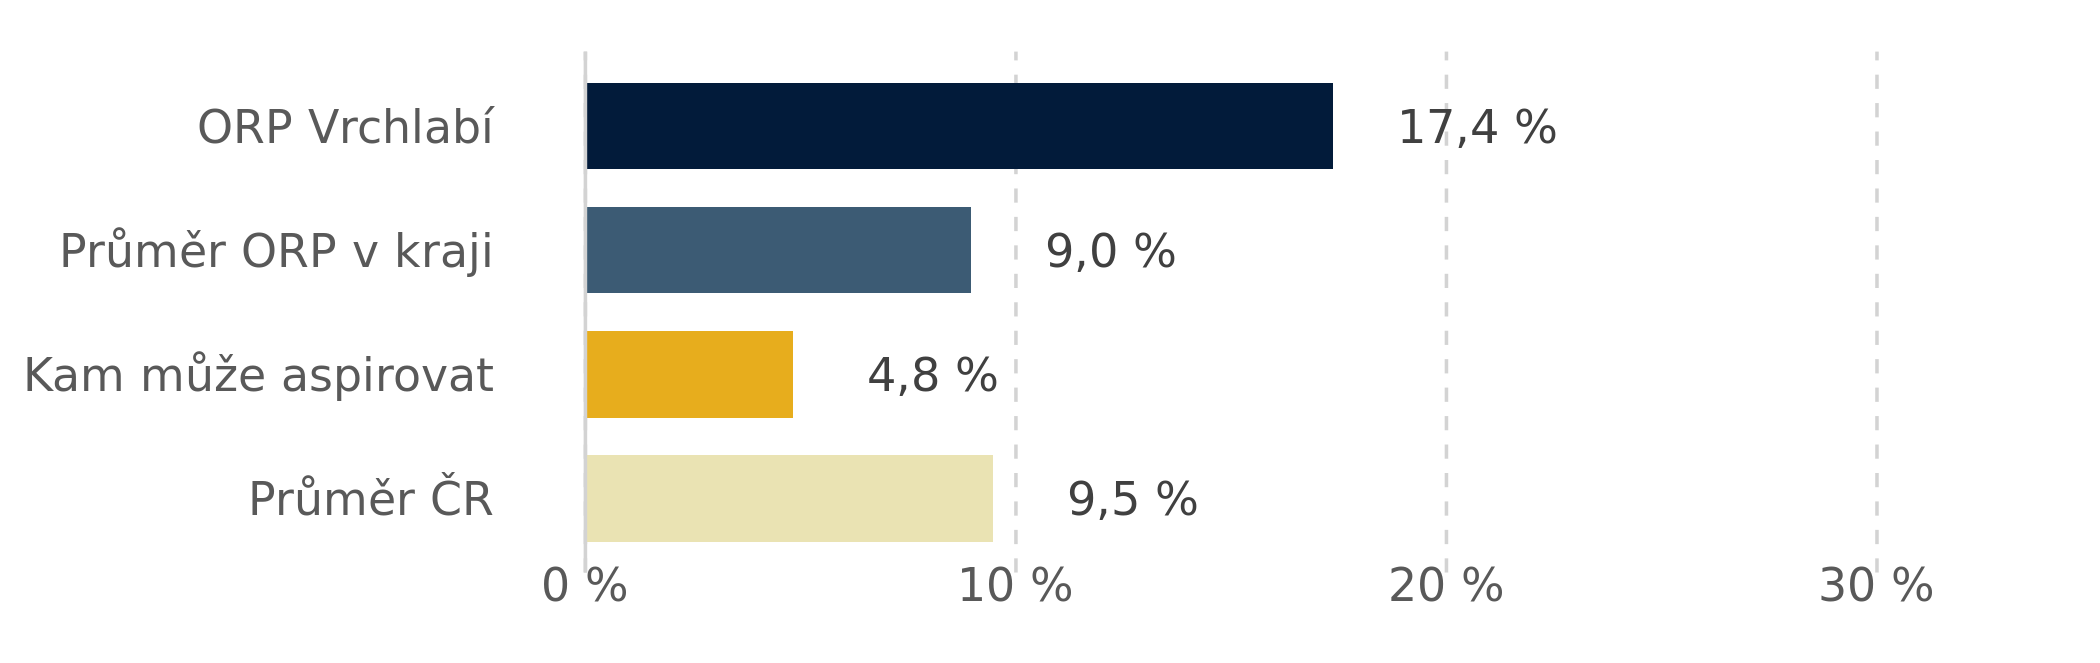 ORP Vrchlabí 17,4 %
Průměr ORP v kraji 9,0 %
Kam může aspirovat 4,8 %
Průměr ČR 9,5 %
0 % 10 % 20 % 30 %